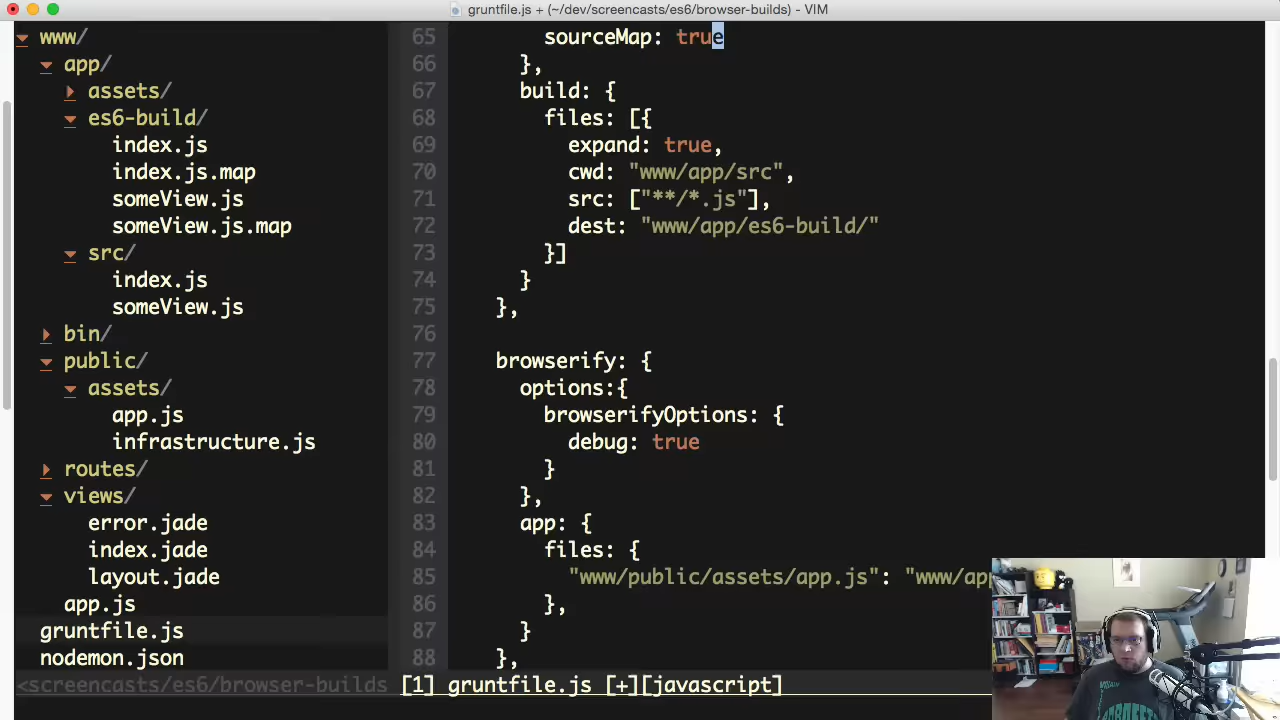 gruntfile.js + (~/dev/screencasts/es6/browser-builds) - VIM
www/
app/
assets/
es6-build/
index.js
index.js.map
someView.js
someView.js.map
src/
index.js
someView.js
bin/
public/
assets/
app.js
infrastructure.js
routes/
views/
error.jade
index.jade
layout.jade
app.js
gruntfile.js
nodemon.json
65 sourceMap: true
66 },
67 build: {
68 files: [{
69 expand: true,
70 cwd: "www/app/src",
71 src: ["**/*.js"],
72 dest: "www/app/es6-build/"
73 }]
74 }
75 },
76
77 browserify: {
78 options:{
79 browserifyOptions: {
80 debug: true
81 }
82 },
83 app: {
84 files: {
85 "www/public/assets/app.js": "www/app
86 },
87 }
88 },
<screencasts/es6/browser-builds [1] gruntfile.js [+][javascript]